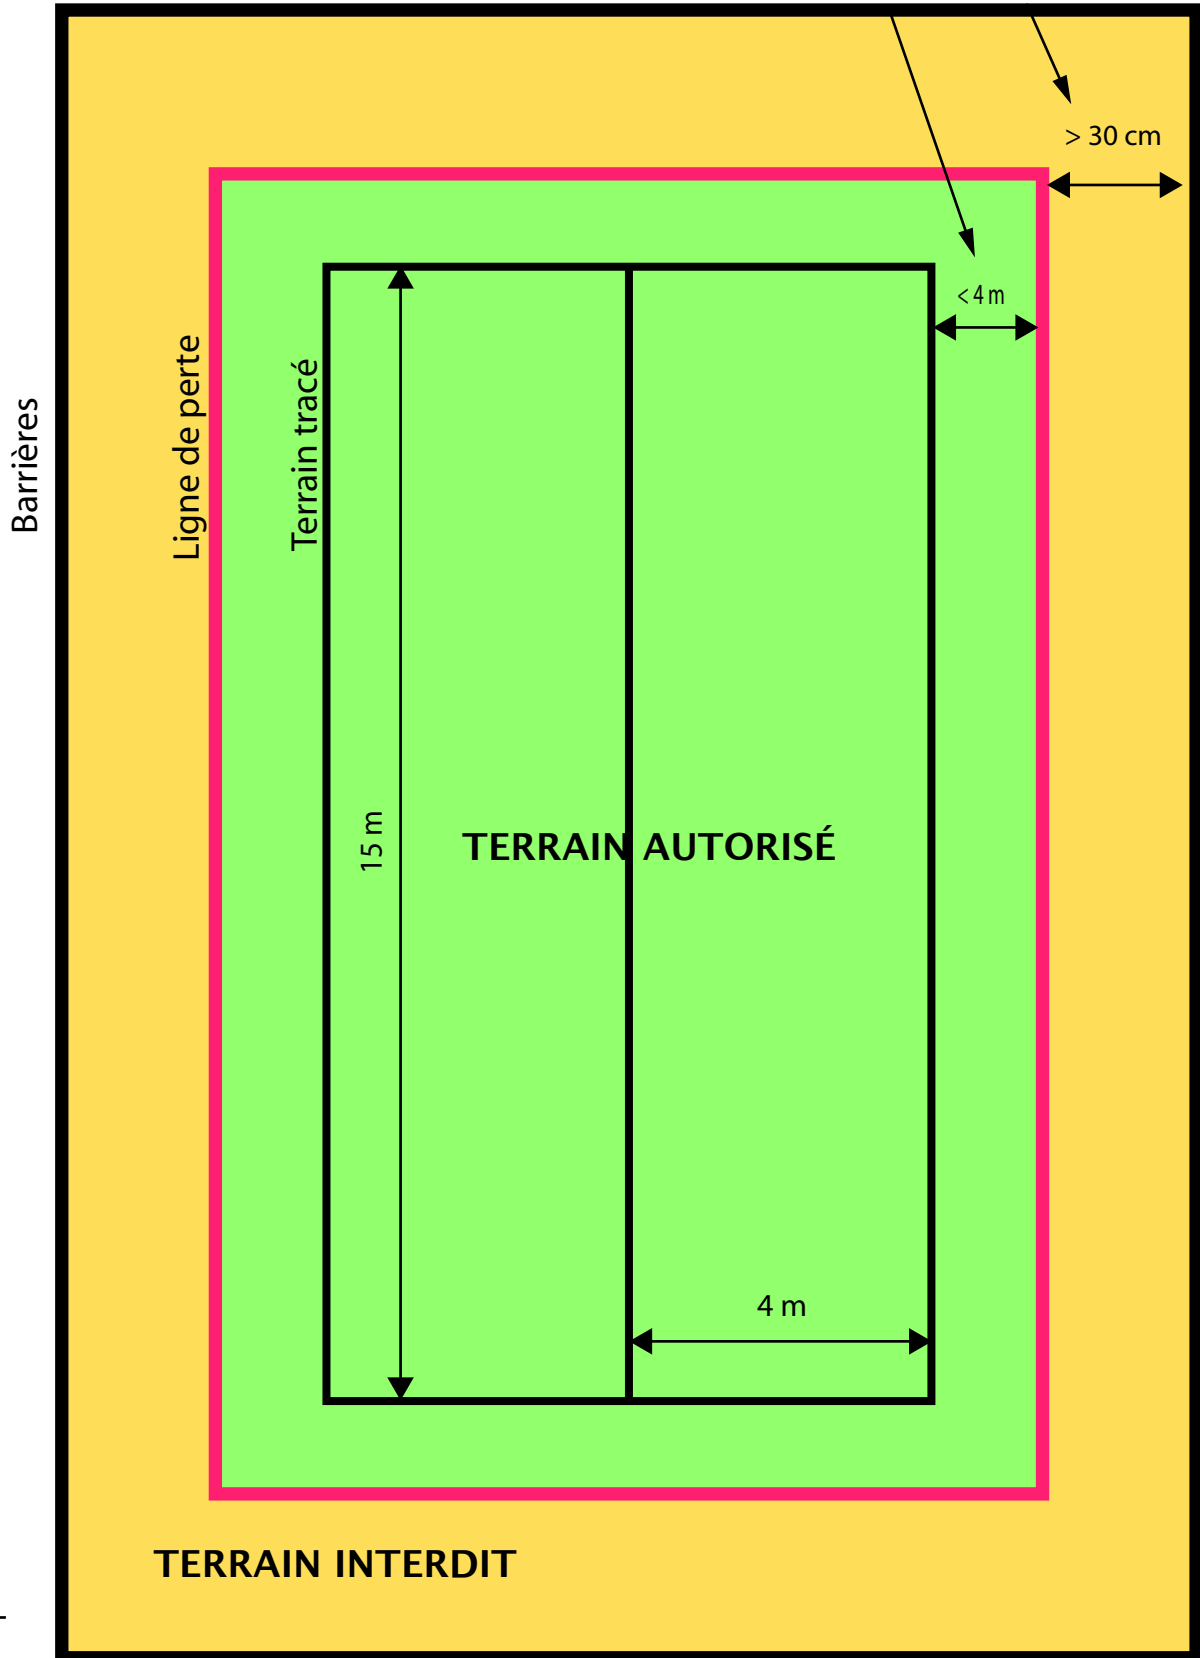 > 30 cm
< 4 m
Barrières
Ligne de perte
Terrain tracé
15 m
TERRAIN AUTORISÉ
4 m
TERRAIN INTERDIT